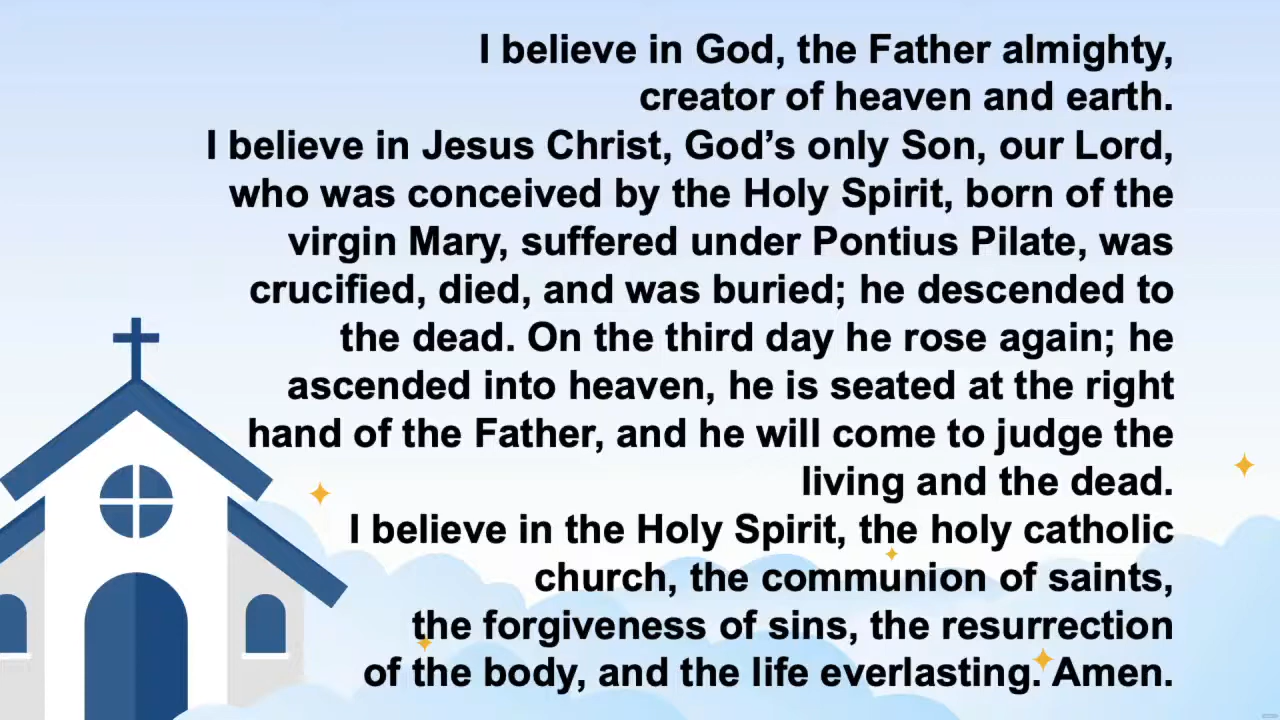 I believe in God, the Father almighty,
creator of heaven and earth.
I believe in Jesus Christ, God’s only Son, our Lord,
who was conceived by the Holy Spirit, born of the
virgin Mary, suffered under Pontius Pilate, was
crucified, died, and was buried; he descended to
the dead. On the third day he rose again; he
ascended into heaven, he is seated at the right
hand of the Father, and he will come to judge the
living and the dead.
I believe in the Holy Spirit, the holy catholic
church, the communion of saints,
the forgiveness of sins, the resurrection
of the body, and the life everlasting. Amen.